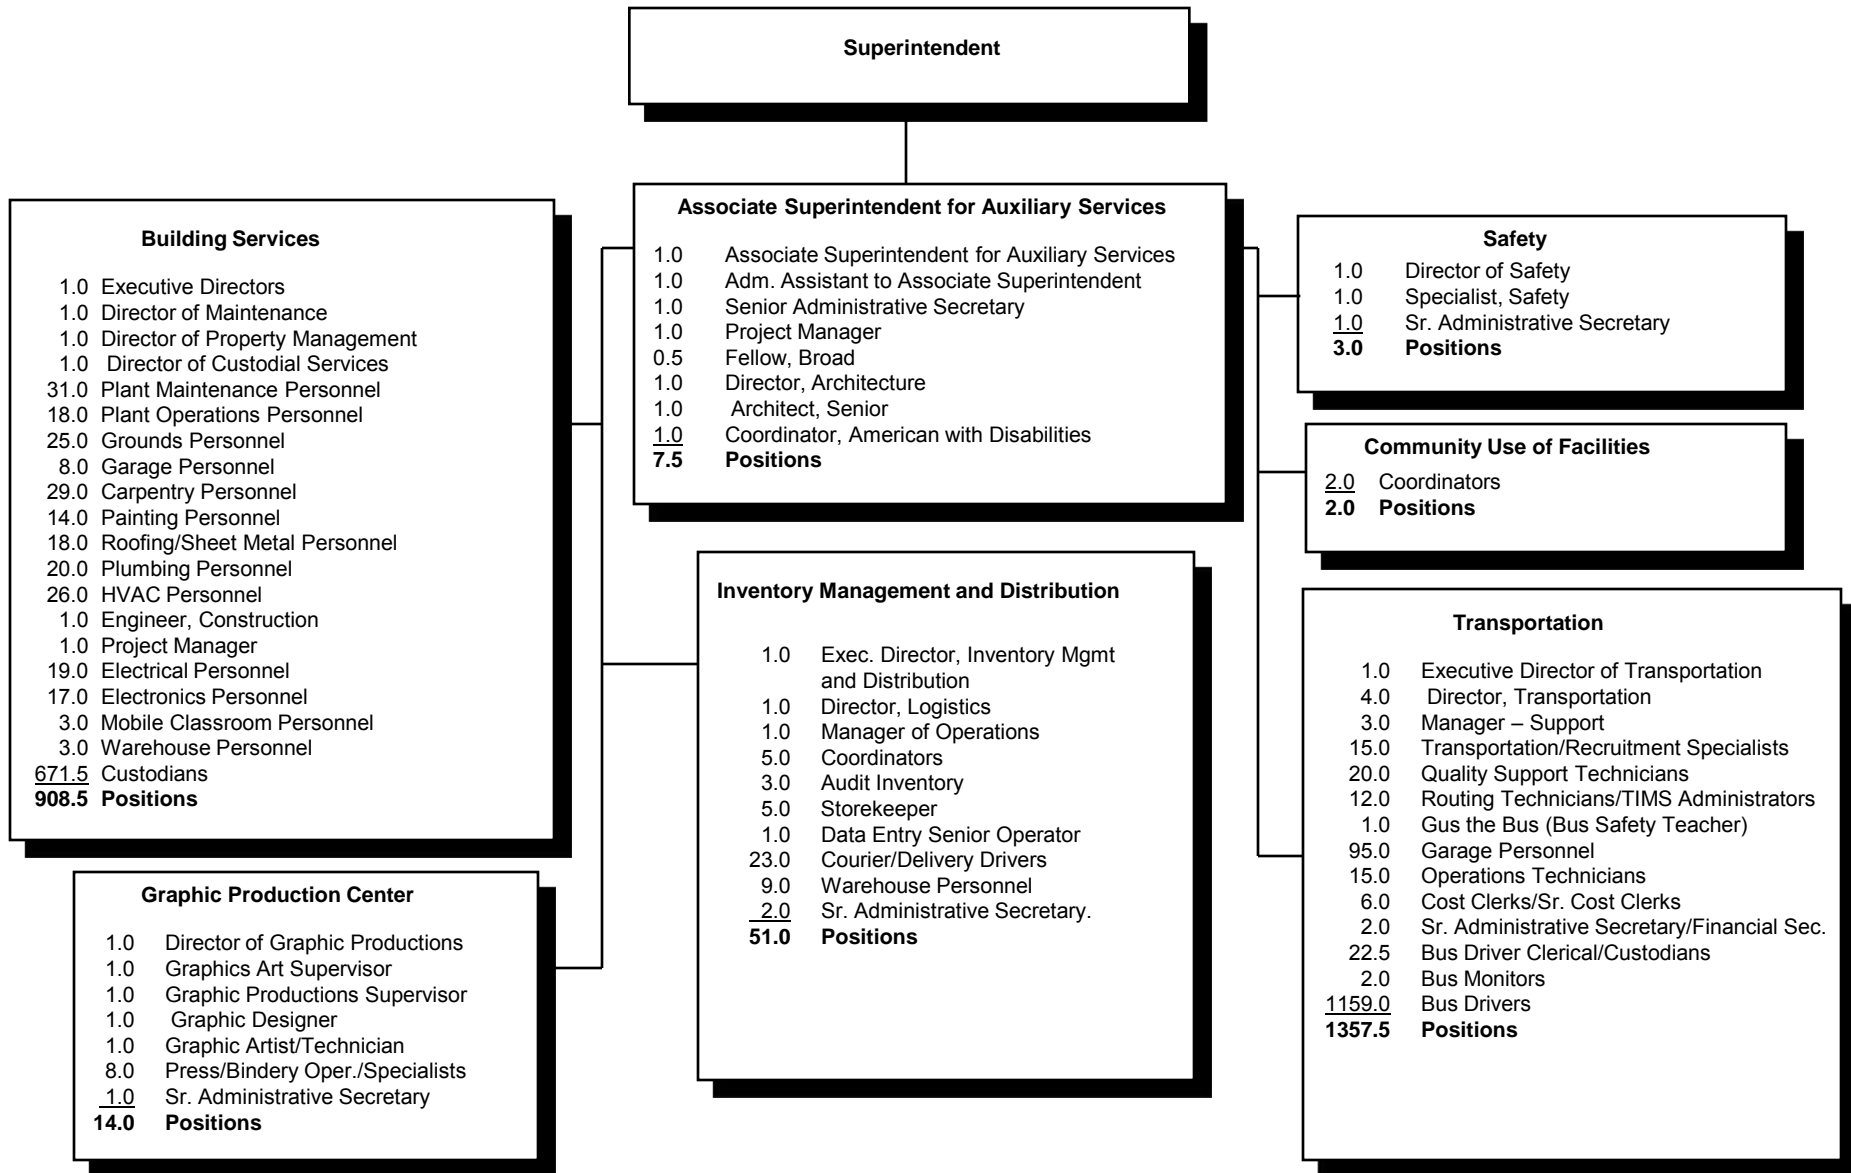 Superintendent
Associate Superintendent for Auxiliary Services
1.0 Associate Superintendent for Auxiliary Services
1.0 Adm. Assistant to Associate Superintendent
1.0 Senior Administrative Secretary
1.0 Project Manager
0.5 Fellow, Broad
1.0 Director, Architecture
1.0 Architect, Senior
1.0 Coordinator, American with Disabilities
7.5 Positions
Building Services
1.0 Executive Directors
1.0 Director of Maintenance
1.0 Director of Property Management
1.0 Director of Custodial Services
31.0 Plant Maintenance Personnel
18.0 Plant Operations Personnel
25.0 Grounds Personnel
8.0 Garage Personnel
29.0 Carpentry Personnel
14.0 Painting Personnel
18.0 Roofing/Sheet Metal Personnel
20.0 Plumbing Personnel
26.0 HVAC Personnel
1.0 Engineer, Construction
1.0 Project Manager
19.0 Electrical Personnel
17.0 Electronics Personnel
3.0 Mobile Classroom Personnel
3.0 Warehouse Personnel
671.5 Custodians
908.5 Positions
Graphic Production Center
1.0 Director of Graphic Productions
1.0 Graphics Art Supervisor
1.0 Graphic Productions Supervisor
1.0 Graphic Designer
1.0 Graphic Artist/Technician
8.0 Press/Bindery Oper./Specialists
1.0 Sr. Administrative Secretary
14.0 Positions
Inventory Management and Distribution
1.0 Exec. Director, Inventory Mgmt
and Distribution
1.0 Director, Logistics
1.0 Manager of Operations
5.0 Coordinators
3.0 Audit Inventory
5.0 Storekeeper
1.0 Data Entry Senior Operator
23.0 Courier/Delivery Drivers
9.0 Warehouse Personnel
2.0 Sr. Administrative Secretary.
51.0 Positions
Safety
1.0 Director of Safety
1.0 Specialist, Safety
1.0 Sr. Administrative Secretary
3.0 Positions
Community Use of Facilities
2.0 Coordinators
2.0 Positions
Transportation
1.0 Executive Director of Transportation
4.0 Director, Transportation
3.0 Manager – Support
15.0 Transportation/Recruitment Specialists
20.0 Quality Support Technicians
12.0 Routing Technicians/TIMS Administrators
1.0 Gus the Bus (Bus Safety Teacher)
95.0 Garage Personnel
15.0 Operations Technicians
6.0 Cost Clerks/Sr. Cost Clerks
2.0 Sr. Administrative Secretary/Financial Sec.
22.5 Bus Driver Clerical/Custodians
2.0 Bus Monitors
1159.0 Bus Drivers
1357.5 Positions